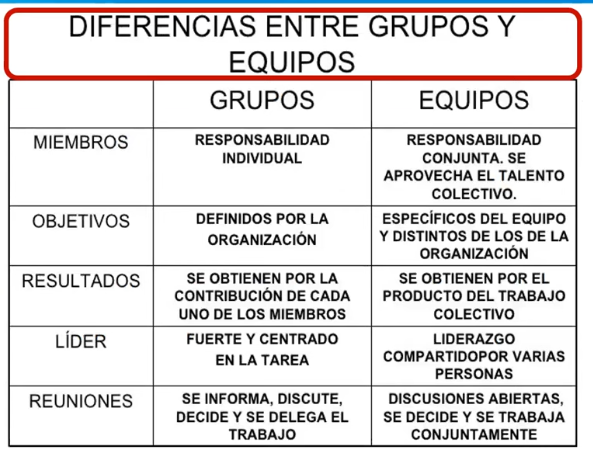 DIFERENCIAS ENTRE GRUPOS Y
EQUIPOS
GRUPOS
EQUIPOS
MIEMBROS
RESPONSABILIDAD
INDIVIDUAL
RESPONSABILIDAD
CONJUNTA. SE
APROVECHA EL TALENTO
COLECTIVO.
OBJETIVOS
DEFINIDOS POR LA
ORGANIZACIÓN
ESPECÍFICOS DEL EQUIPO
Y DISTINTOS DE LOS DE LA
ORGANIZACIÓN
RESULTADOS
SE OBTIENEN POR LA
CONTRIBUCIÓN DE CADA
UNO DE LOS MIEMBROS
SE OBTIENEN POR EL
PRODUCTO DEL TRABAJO
COLECTIVO
LÍDER
FUERTE Y CENTRADO
EN LA TAREA
LIDERAZGO
COMPARTIDOPOR VARIAS
PERSONAS
REUNIONES
SE INFORMA, DISCUTE,
DECIDE Y SE DELEGA EL
TRABAJO
DISCUSIONES ABIERTAS,
SE DECIDE Y SE TRABAJA
CONJUNTAMENTE